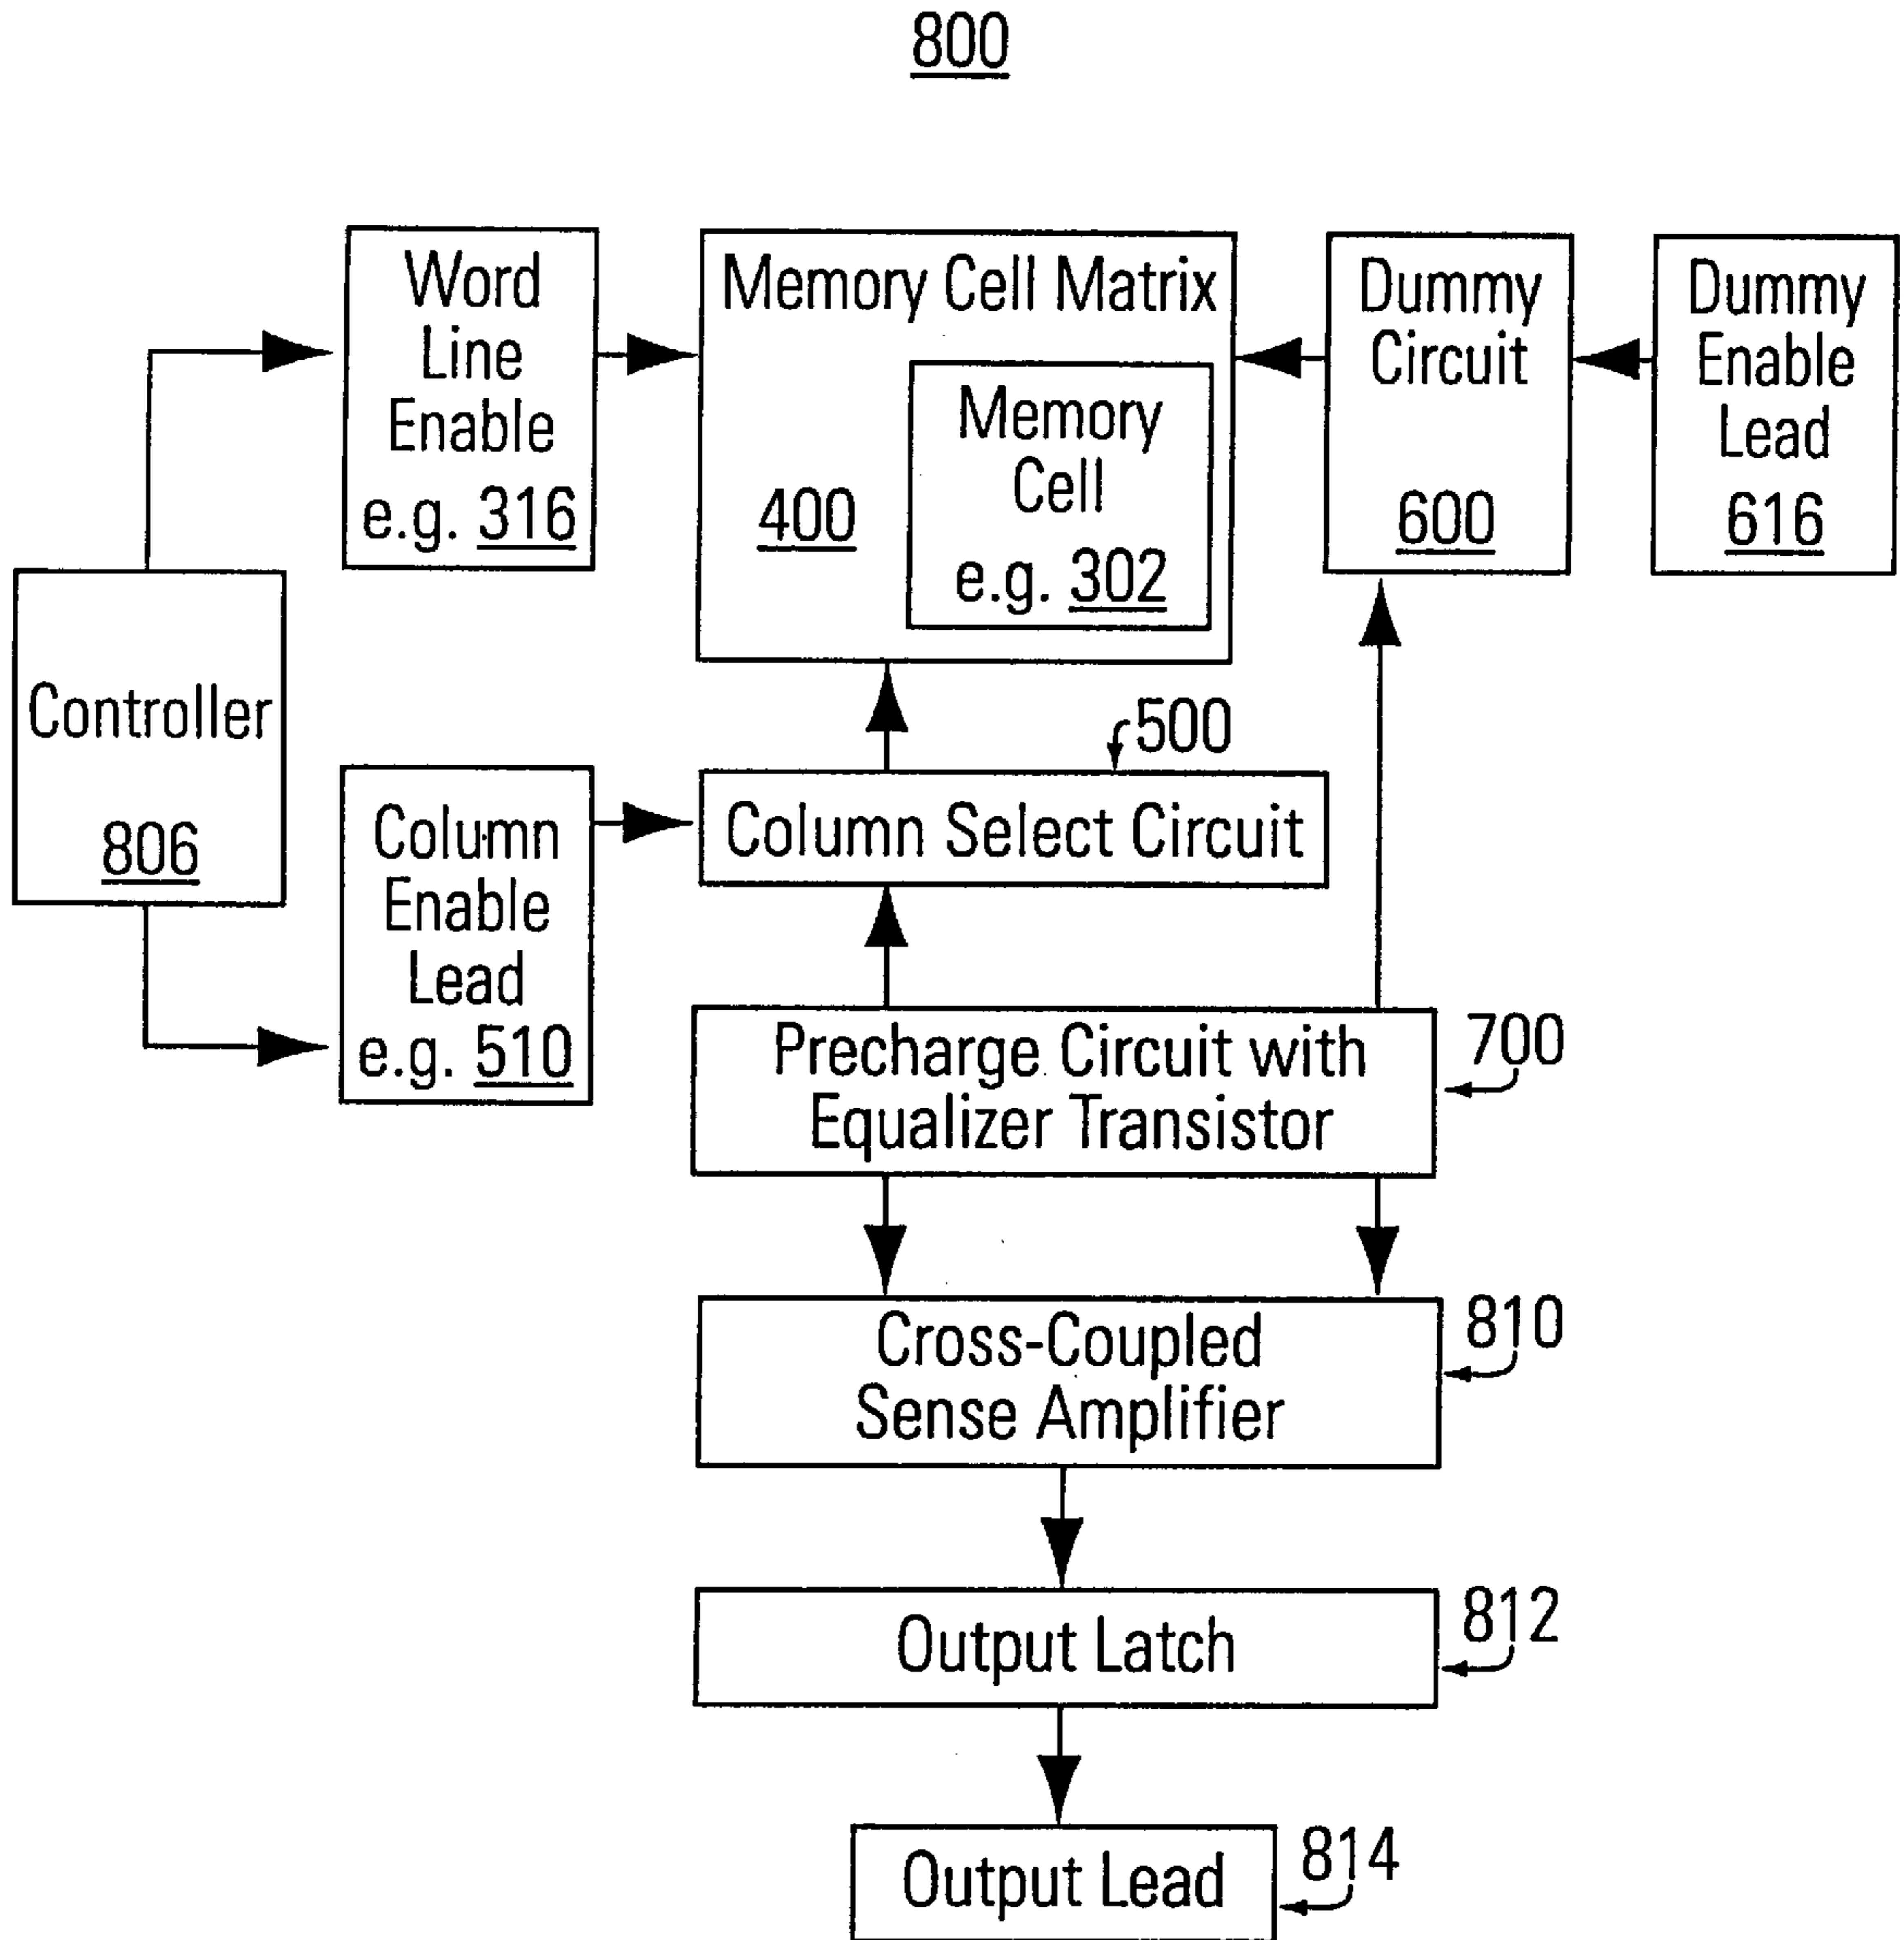 800
Word
Line
Enable
e.g. 316
Memory Cell Matrix
400
Memory
Cell
e.g. 302
Dummy
Circuit
600
Dummy
Enable
Lead
616
Controller
806
Column
Enable
Lead
e.g. 510
500
Column Select Circuit
Precharge Circuit with
Equalizer Transistor
700
Cross-Coupled
Sense Amplifier
810
Output Latch
812
Output Lead
814